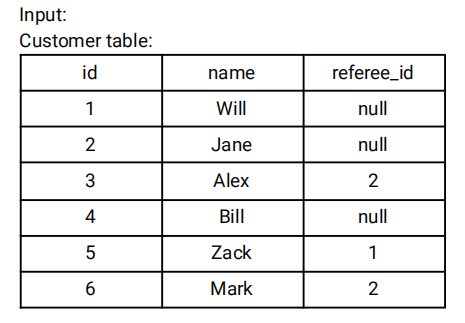 Input:
Customer table:
id name referee_id
1 Will null
2 Jane null
3 Alex 2
4 Bill null
5 Zack 1
6 Mark 2